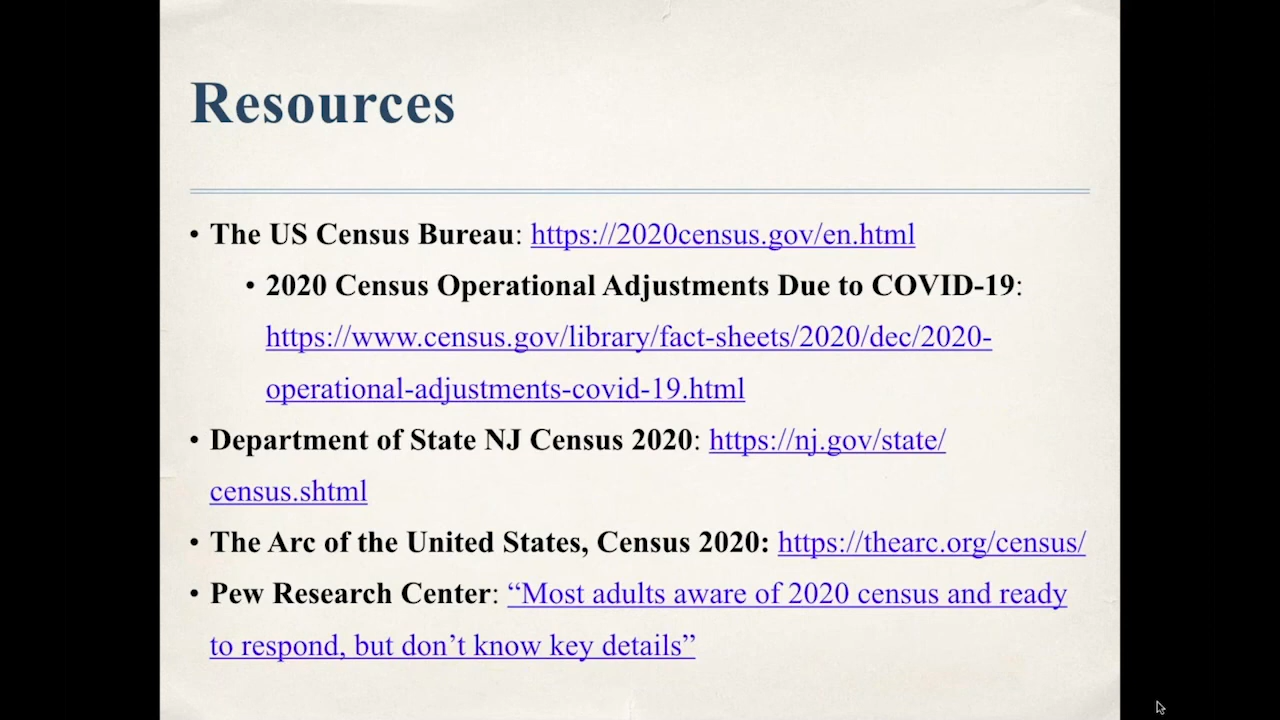 Resources
• The US Census Bureau: https://2020census.gov/en.html
• 2020 Census Operational Adjustments Due to COVID-19:
https://www.census.gov/library/fact-sheets/2020/dec/2020-
operational-adjustments-covid-19.html
• Department of State NJ Census 2020: https://nj.gov/state/
census.shtml
• The Arc of the United States, Census 2020: https://thearc.org/census/
• Pew Research Center: “Most adults aware of 2020 census and ready
to respond, but don’t know key details”